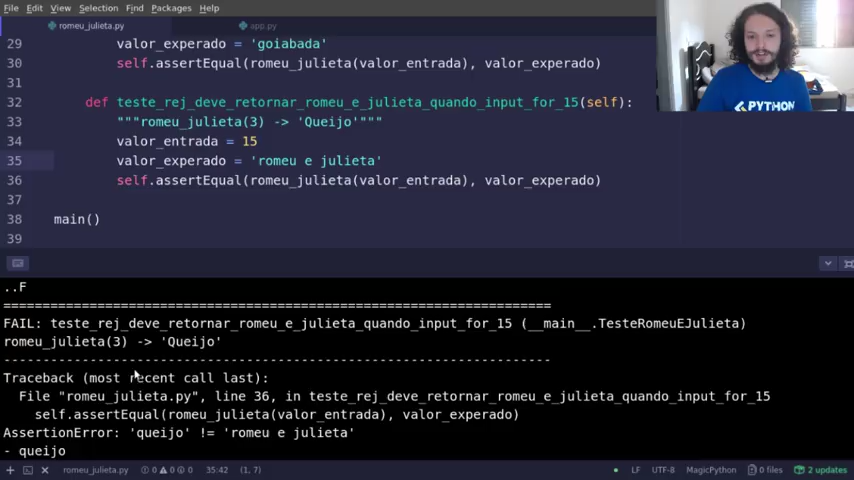 File Edit View Selection Find Packages Help
romeu_julieta.py app.py
29 valor_experado = 'goiabada'
30 self.assertEqual(romeu_julieta(valor_entrada), valor_experado)
31
32 def teste_rej_deve_retornar_romeu_e_julieta_quando_input_for_15(self):
33 """romeu_julieta(3) -> 'Queijo'"""
34 valor_entrada = 15
35 valor_experado = 'romeu e julieta'
36 self.assertEqual(romeu_julieta(valor_entrada), valor_experado)
37
38 main()
39
PYTHON
..F
======================================================================
FAIL: teste_rej_deve_retornar_romeu_e_julieta_quando_input_for_15 (__main__.TesteRomeuEJulieta)
romeu_julieta(3) -> 'Queijo'
----------------------------------------------------------------------
Traceback (most recent call last):
File "romeu_julieta.py", line 36, in teste_rej_deve_retornar_romeu_e_julieta_quando_input_for_15
self.assertEqual(romeu_julieta(valor_entrada), valor_experado)
AssertionError: 'queijo' != 'romeu e julieta'
- queijo
romeu_julieta.py 0 0 0 35:42 (1, 7) LF UTF-8 MagicPython 0 files 2 updates